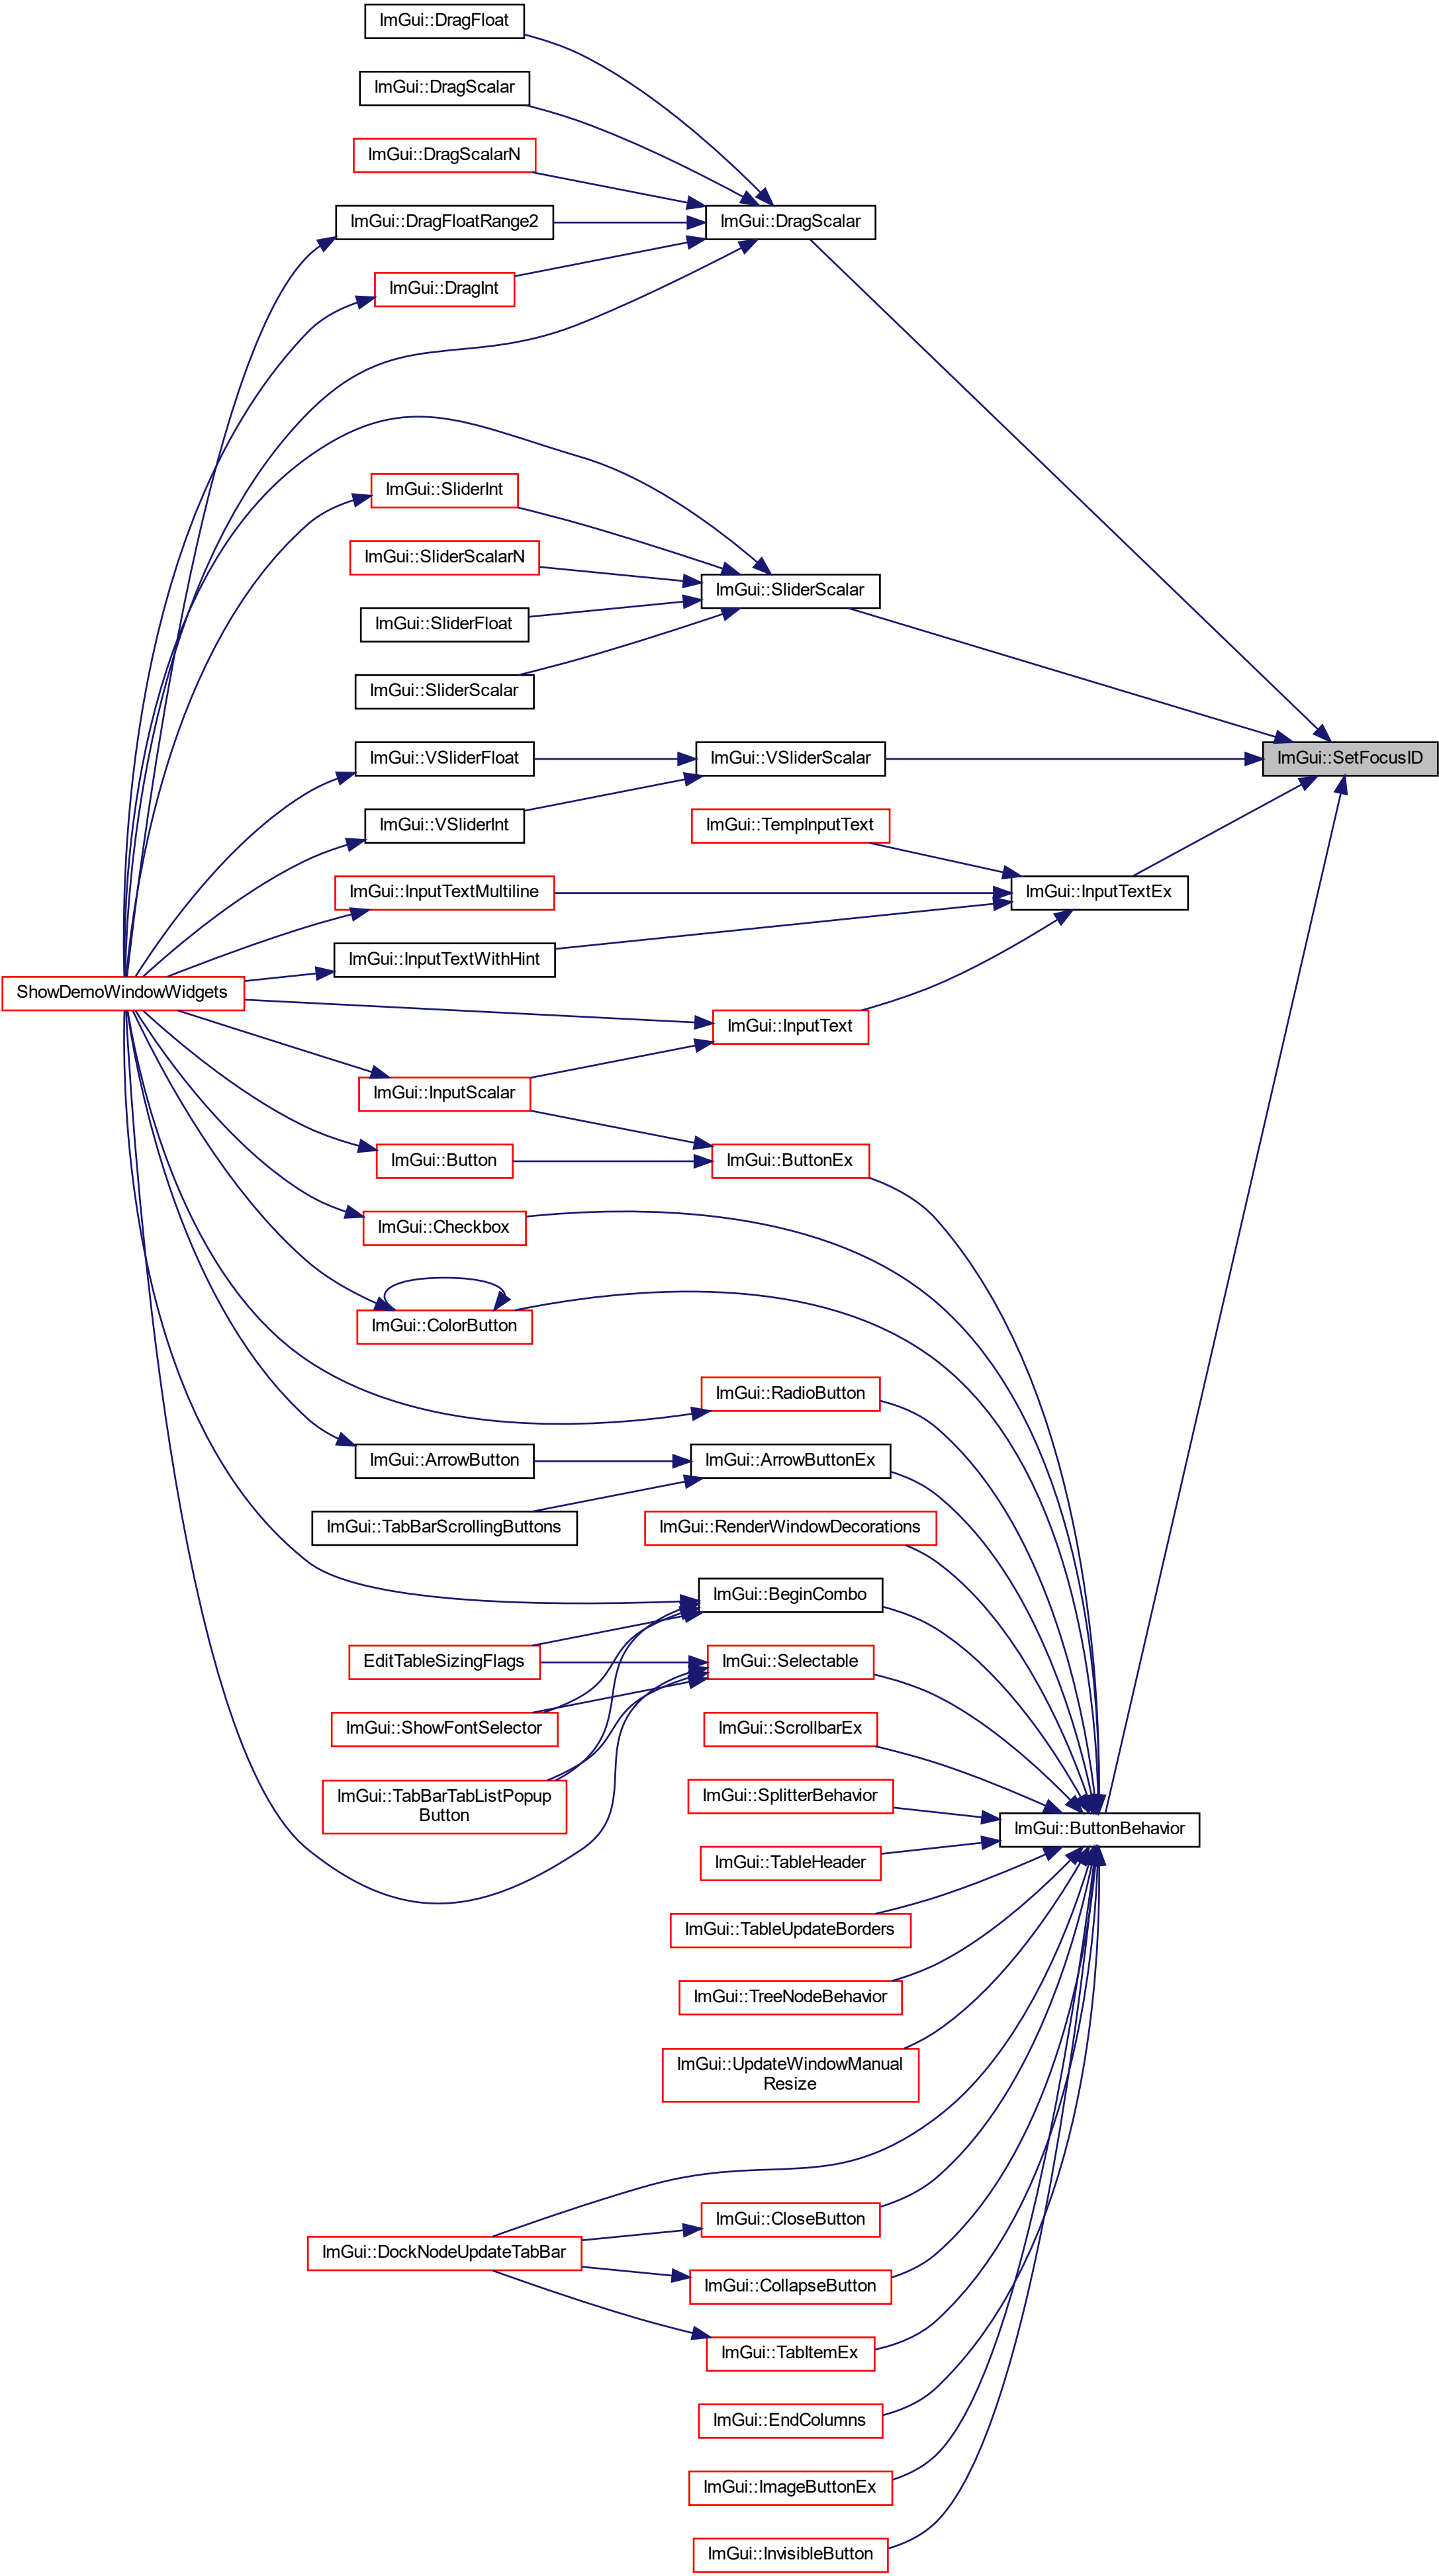 ImGui::DragFloat
ImGui::DragScalar
ImGui::DragScalarN
ImGui::DragFloatRange2
ImGui::DragScalar
ImGui::DragInt
ImGui::SliderInt
ImGui::SliderScalarN
ImGui::SliderScalar
ImGui::SliderFloat
ImGui::SliderScalar
ImGui::VSliderFloat
ImGui::VSliderScalar
ImGui::SetFocusID
ImGui::VSliderInt
ImGui::TempInputText
ImGui::InputTextMultiline
ImGui::InputTextEx
ImGui::InputTextWithHint
ShowDemoWindowWidgets
ImGui::InputText
ImGui::InputScalar
ImGui::Button
ImGui::ButtonEx
ImGui::Checkbox
ImGui::ColorButton
ImGui::RadioButton
ImGui::ArrowButton
ImGui::ArrowButtonEx
ImGui::TabBarScrollingButtons
ImGui::RenderWindowDecorations
ImGui::BeginCombo
EditTableSizingFlags
ImGui::Selectable
ImGui::ShowFontSelector
ImGui::ScrollbarEx
ImGui::TabBarTabListPopup
Button
ImGui::SplitterBehavior
ImGui::ButtonBehavior
ImGui::TableHeader
ImGui::TableUpdateBorders
ImGui::TreeNodeBehavior
ImGui::UpdateWindowManual
Resize
ImGui::CloseButton
ImGui::DockNodeUpdateTabBar
ImGui::CollapseButton
ImGui::TabItemEx
ImGui::EndColumns
ImGui::ImageButtonEx
ImGui::InvisibleButton